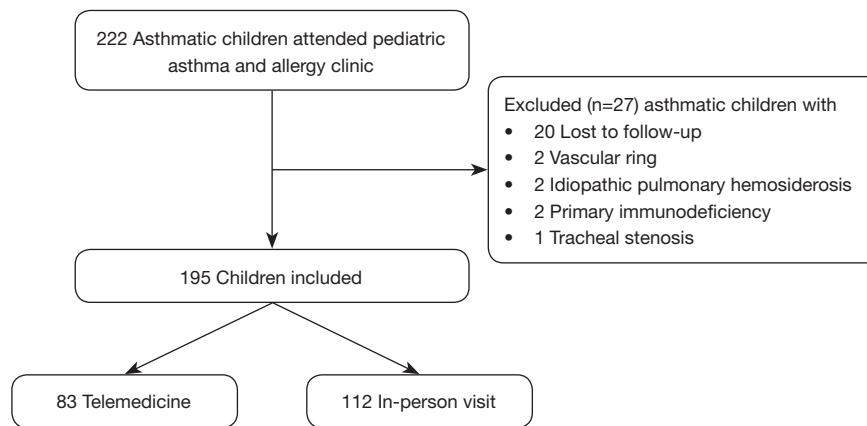 222 Asthmatic children attended pediatric
asthma and allergy clinic
Excluded (n=27) asthmatic children with
• 20 Lost to follow-up
• 2 Vascular ring
• 2 Idiopathic pulmonary hemosiderosis
• 2 Primary immunodeficiency
• 1 Tracheal stenosis
195 Children included
83 Telemedicine
112 In-person visit